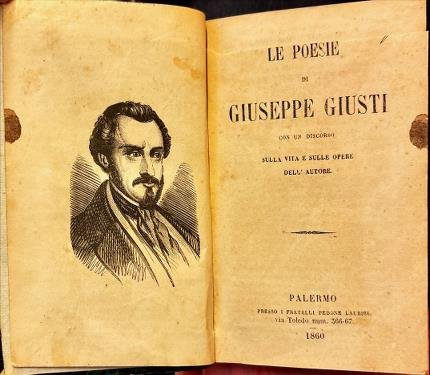 LE POESIE
DI
GIUSEPPE GIUSTI
CON UN DISCORSO
SULLA VITA E SULLE OPERE
DELL' AUTORE.
PALERMO
PRESSO I FRATELLI PEDONE LAURIEL
via Toledo num. 366-67.
1860